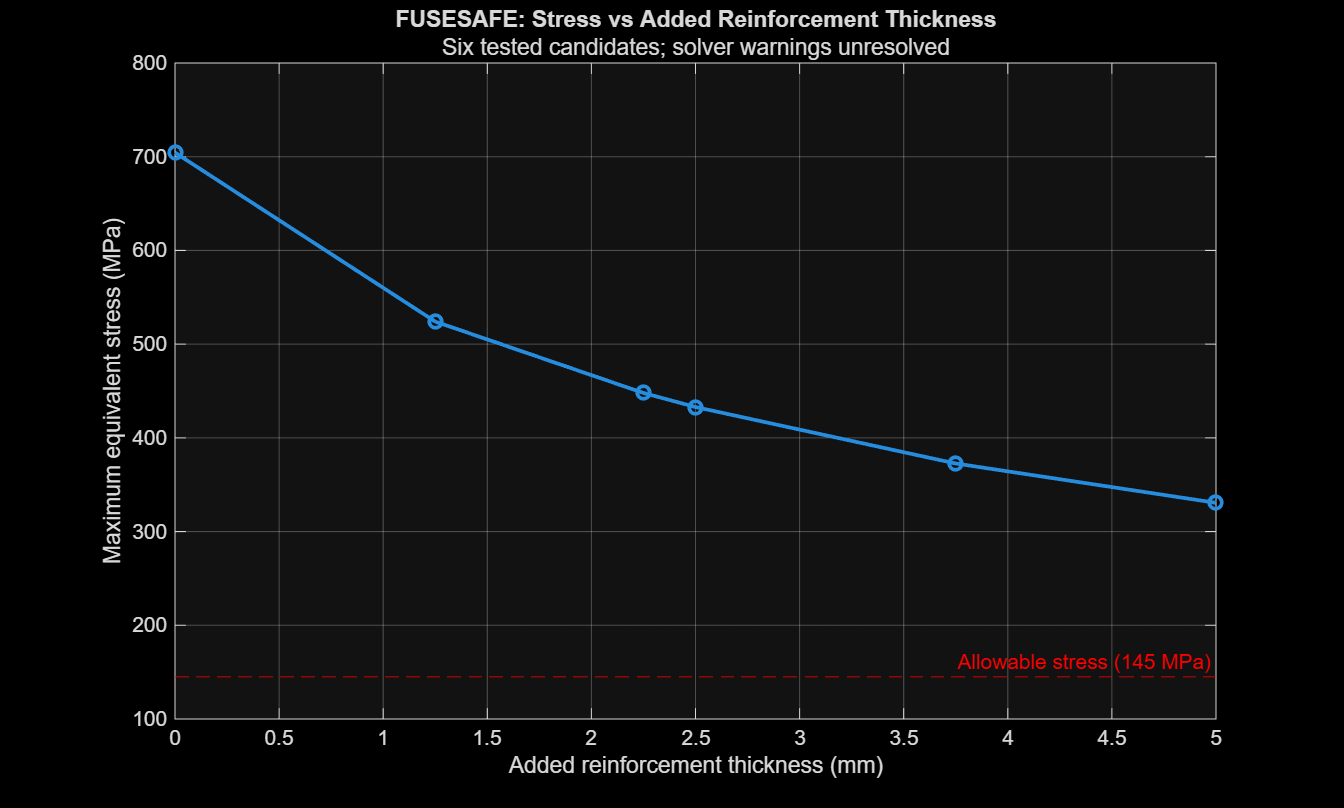 FUSESAFE: Stress vs Added Reinforcement Thickness
Six tested candidates; solver warnings unresolved
Maximum equivalent stress (MPa)
800
700
600
500
400
300
200
100
Allowable stress (145 MPa)
0 0.5 1 1.5 2 2.5 3 3.5 4 4.5 5
Added reinforcement thickness (mm)